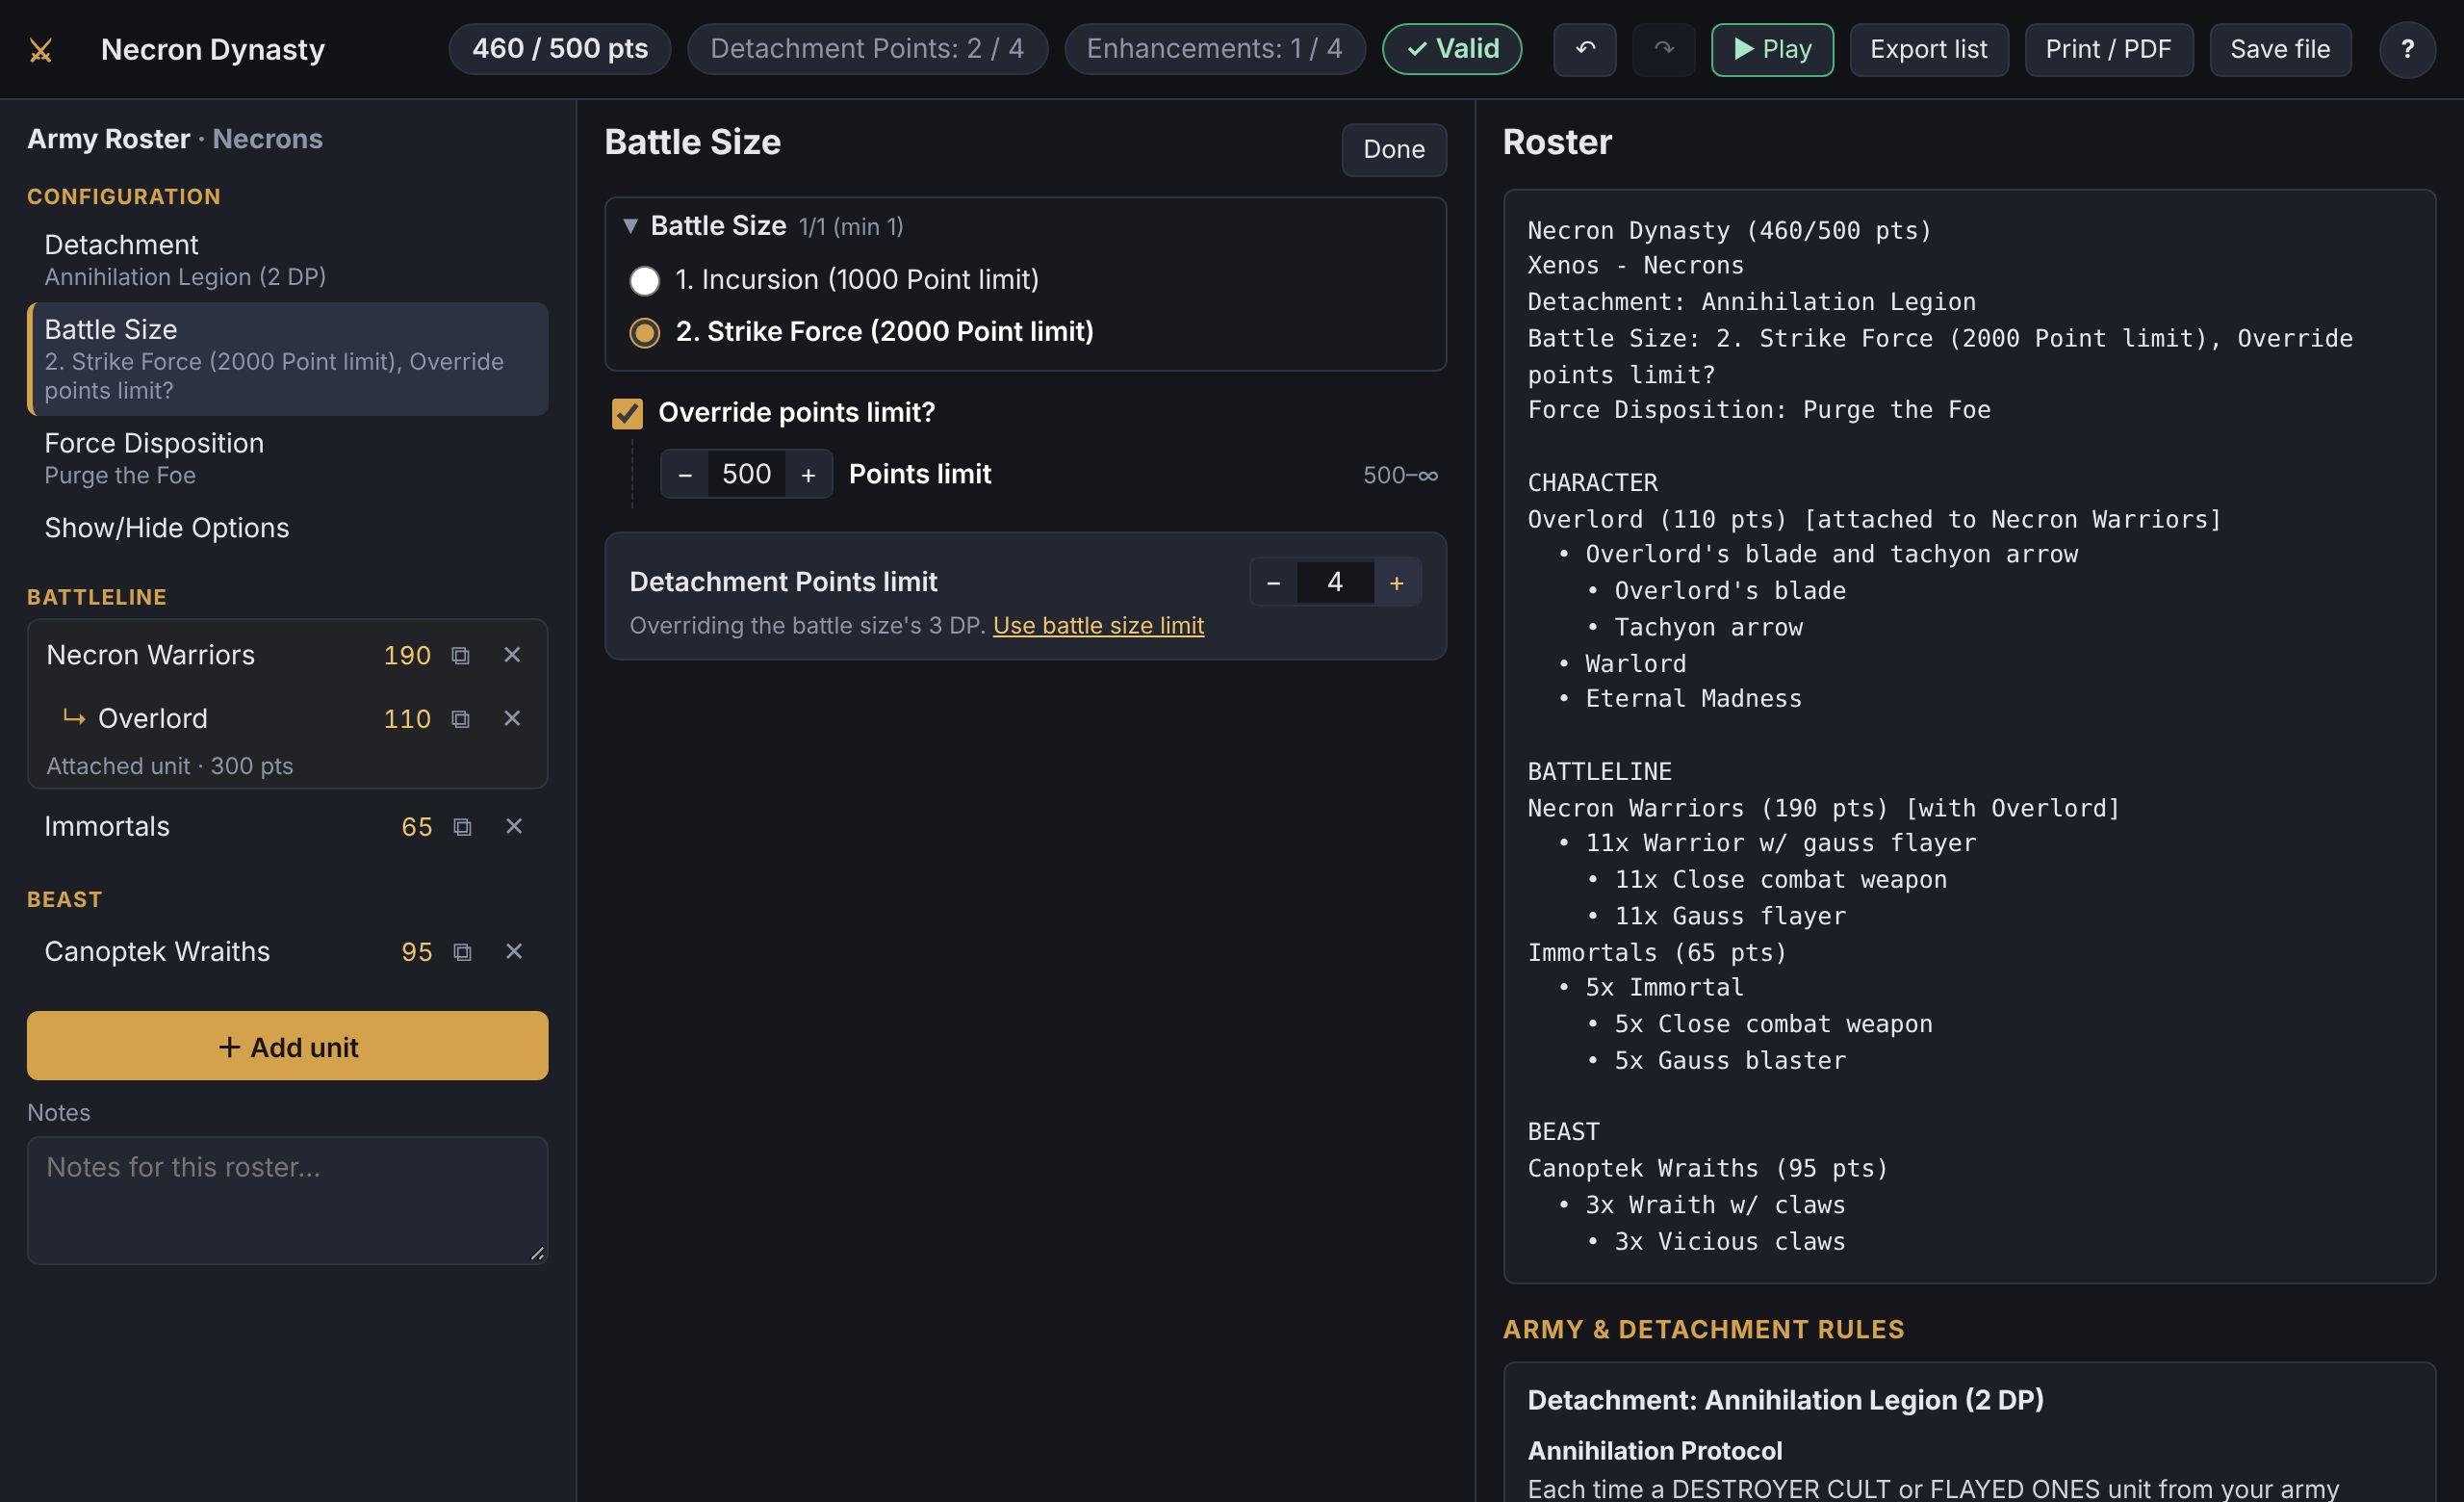 Necron Dynasty
460 / 500 pts
Detachment Points: 2 / 4
Enhancements: 1 / 4
✓ Valid
↶
↷
▶ Play
Export list
Print / PDF
Save file
?
Army Roster · Necrons
CONFIGURATION
Detachment
Annihilation Legion (2 DP)
Battle Size
2. Strike Force (2000 Point limit), Override
points limit?
Force Disposition
Purge the Foe
Show/Hide Options
BATTLELINE
Necron Warriors 190
↳ Overlord 110
Attached unit · 300 pts
Immortals 65
BEAST
Canoptek Wraiths 95
+ Add unit
Notes
Notes for this roster...
Battle Size
Done
▼ Battle Size 1/1 (min 1)
1. Incursion (1000 Point limit)
2. Strike Force (2000 Point limit)
Override points limit?
− 500 + Points limit 500–∞
Detachment Points limit − 4 +
Overriding the battle size's 3 DP. Use battle size limit
Roster
Necron Dynasty (460/500 pts)
Xenos - Necrons
Detachment: Annihilation Legion
Battle Size: 2. Strike Force (2000 Point limit), Override
points limit?
Force Disposition: Purge the Foe
CHARACTER
Overlord (110 pts) [attached to Necron Warriors]
• Overlord's blade and tachyon arrow
• Overlord's blade
• Tachyon arrow
• Warlord
• Eternal Madness
BATTLELINE
Necron Warriors (190 pts) [with Overlord]
• 11x Warrior w/ gauss flayer
• 11x Close combat weapon
• 11x Gauss flayer
Immortals (65 pts)
• 5x Immortal
• 5x Close combat weapon
• 5x Gauss blaster
BEAST
Canoptek Wraiths (95 pts)
• 3x Wraith w/ claws
• 3x Vicious claws
ARMY & DETACHMENT RULES
Detachment: Annihilation Legion (2 DP)
Annihilation Protocol
Each time a DESTROYER CULT or FLAYED ONES unit from your army